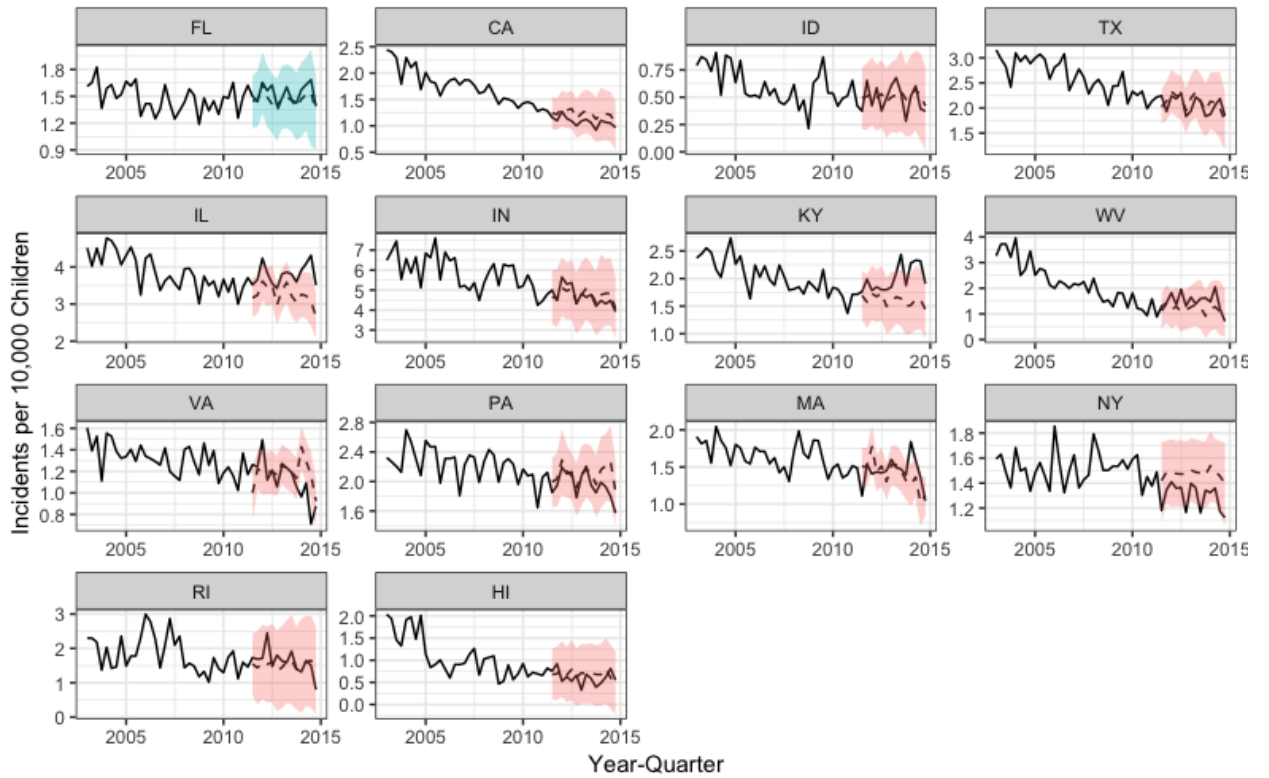 FL CA ID TX
1.8 2.5 0.75 3.0
1.5 2.0 0.50 2.5
1.2 1.5 0.25 2.0
0.9 1.0 0.00 1.5
0.5
2005 2010 2015 2005 2010 2015 2005 2010 2015 2005 2010 2015
IL IN KY WV
4 7 2.5 4
3 6 2.0 3
2 5 1.5 2
4 1.0 1
3 0
2005 2010 2015 2005 2010 2015 2005 2010 2015 2005 2010 2015
Incidents per 10,000 Children
VA PA MA NY
1.6 2.8 2.0 1.8
1.4 2.4 1.5 1.6
1.2 2.0 1.0 1.4
1.0 1.6 1.2
0.8
2005 2010 2015 2005 2010 2015 2005 2010 2015 2005 2010 2015
RI HI
3 2.0
2 1.5
1 1.0
0 0.5
0.0
2005 2010 2015 2005 2010 2015
Year-Quarter